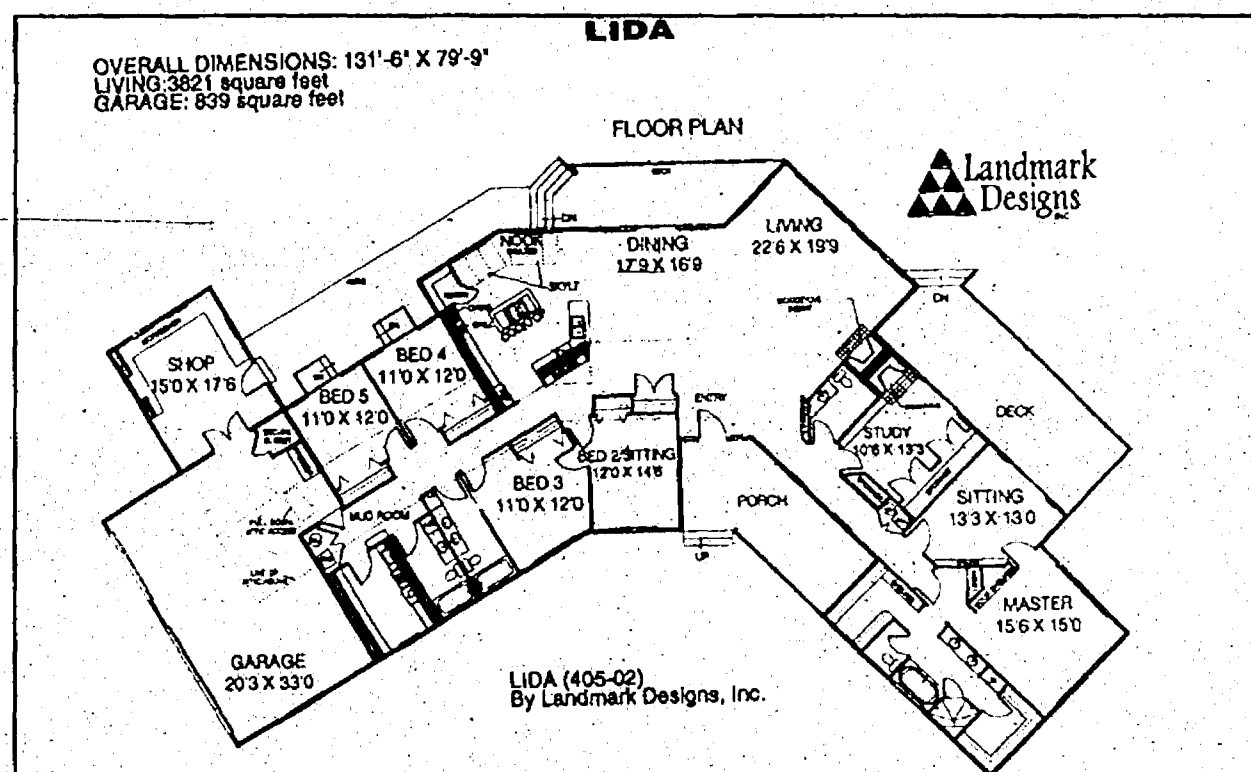 LIDA
OVERALL DIMENSIONS: 131'-6" X 79'-9"
LIVING:3821 square feet
GARAGE: 839 square feet
FLOOR PLAN
Landmark
Designs
INC
DECK
DN
NOOK
DINING
17'9 X 16'9
LIVING
22'6 X 19'9
SKYLT
DN
SHOP
15'0 X 17'6
BED 4
11'0 X 12'0
BED 5
11'0 X 12'0
ENTRY
DECK
STUDY
10'6 X 13'3
BED 2/SITTING
12'0 X 14'6
BED 3
11'0 X 12'0
SITTING
13'3 X 13'0
PORCH
MUD ROOM
UP
MASTER
15'6 X 15'0
GARAGE
20'3 X 33'0
LIDA (405-02)
By Landmark Designs, Inc.